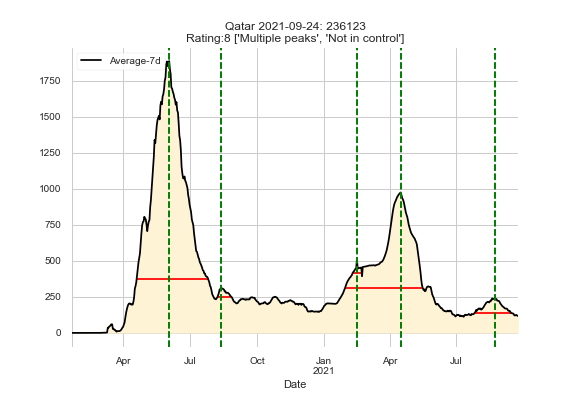 Qatar 2021-09-24: 236123
Rating:8 ['Multiple peaks', 'Not in control']
Average-7d
1750
1500
1250
1000
750
500
250
0
Apr
Jul
Oct
Jan
2021
Apr
Jul
Date